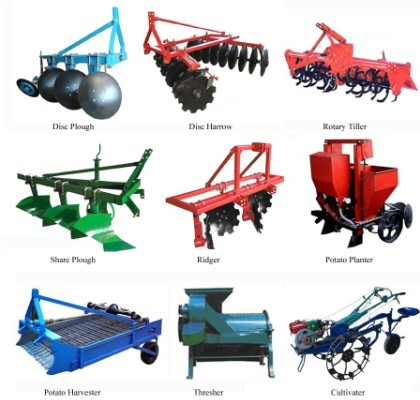 Disc Plough
Disc Harrow
Rotary Tiller
Share Plough
Ridger
Potato Planter
Potato Harvester
Thresher
Cultivater